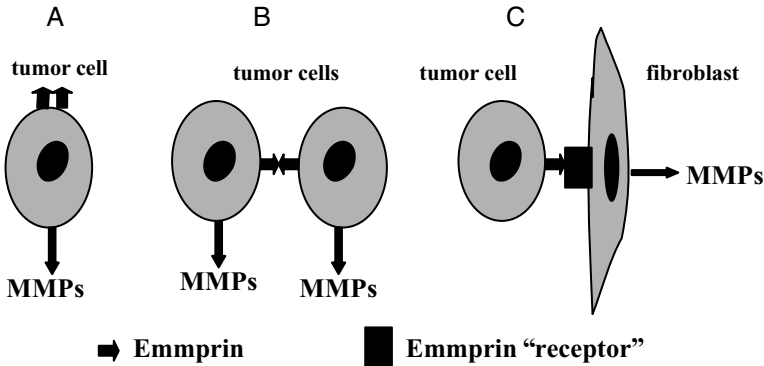 A B C
tumor cell tumor cells tumor cell fibroblast
MMPs
MMPs MMPs MMPs
Emmprin Emmprin “receptor”